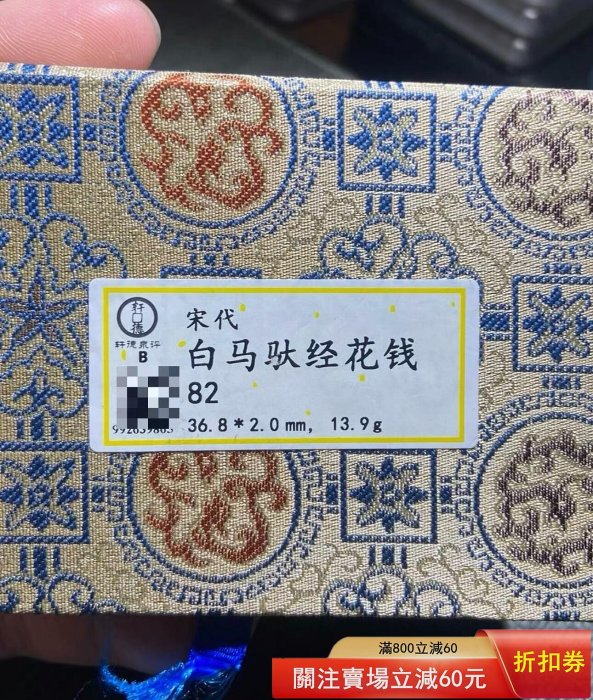 轩德
轩德泉评
B
宋代
白马驮经花钱
82
36.8*2.0mm, 13.9g
滿800立減60
關注賣場立減60元
折扣券